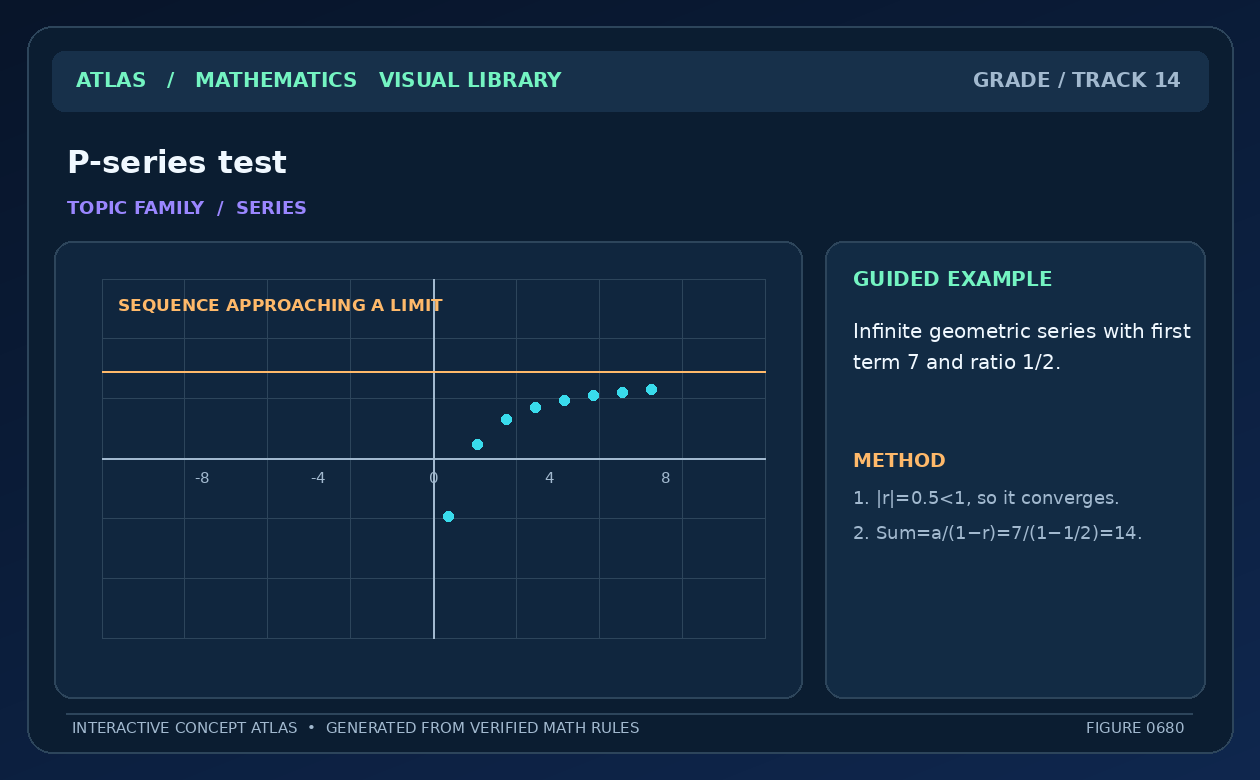 ATLAS / MATHEMATICS VISUAL LIBRARY
GRADE / TRACK 14
P-series test
TOPIC FAMILY / SERIES
SEQUENCE APPROACHING A LIMIT
-8 -4 0 4 8
GUIDED EXAMPLE
Infinite geometric series with first
term 7 and ratio 1/2.
METHOD
1. |r|=0.5<1, so it converges.
2. Sum=a/(1−r)=7/(1−1/2)=14.
INTERACTIVE CONCEPT ATLAS • GENERATED FROM VERIFIED MATH RULES
FIGURE 0680